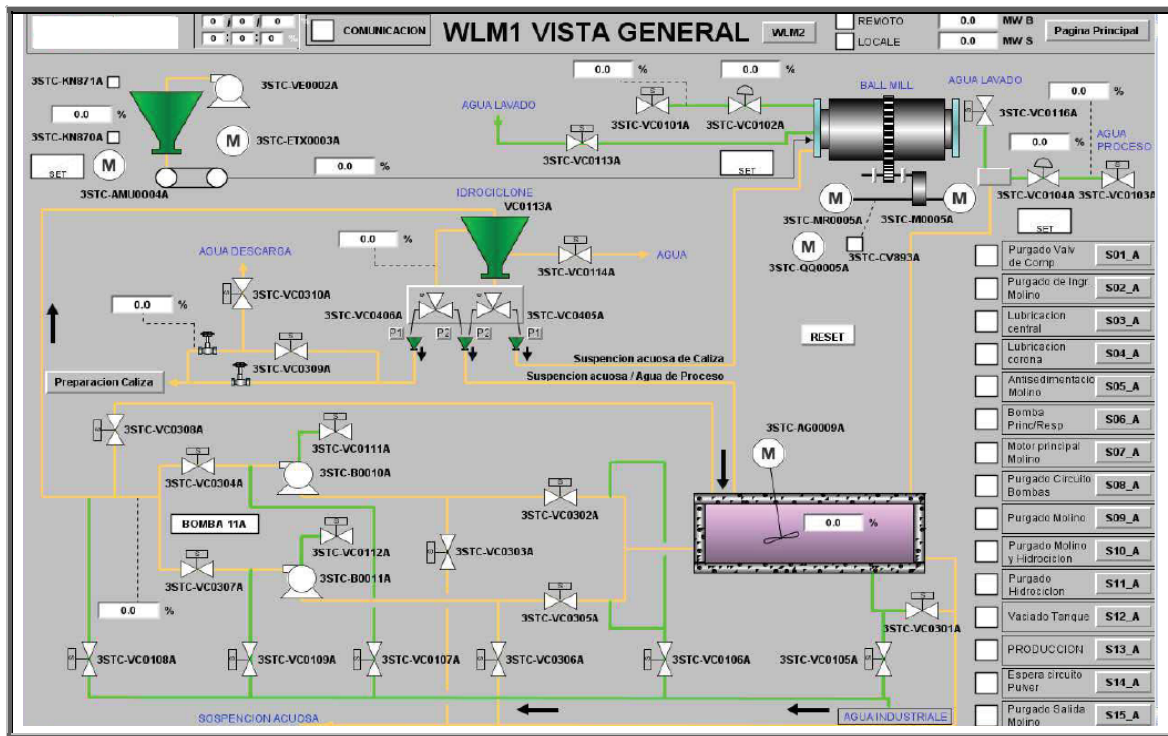 0 / 0 / 0
0 : 0 : 0
COMUNICACION
WLM1 VISTA GENERAL
WLM2
REMOTO
LOCALE
0.0 MW B
0.0 MW S
Pagina Principal
3STC-KN871A
3STC-VE0002A
0.0 %
3STC-KN870A
M
3STC-ETX0003A
SET
M
3STC-AMU0004A
0.0 %
0.0 %
0.0 %
AGUA LAVADO
3STC-VC0101A
3STC-VC0102A
3STC-VC0113A
SET
BALL MILL
AGUA LAVADO
0.0 %
3STC-VC0116A
0.0 %
AGUA
PROCESO
3STC-VC0104A
3STC-VC0103A
SET
M
M
3STC-MR0005A
3STC-M0005A
M
3STC-QQ0005A
3STC-CV893A
RESET
IDROCICLONE
VC0113A
0.0 %
AGUA
3STC-VC0114A
3STC-VC0406A
3STC-VC0405A
P1
P2
P2
P1
AGUA DESCARGA
3STC-VC0310A
0.0 %
3STC-VC0309A
Preparacion Caliza
Suspencion acuosa de Caliza
Suspencion acuosa / Agua de Proceso
3STC-VC0308A
3STC-VC0111A
3STC-VC0304A
3STC-B0010A
BOMBA 11A
3STC-VC0112A
3STC-VC0307A
3STC-B0011A
0.0 %
3STC-VC0302A
3STC-VC0303A
3STC-VC0305A
3STC-AG0009A
M
0.0 %
3STC-VC0301A
3STC-VC0108A
3STC-VC0109A
3STC-VC0107A
3STC-VC0306A
3STC-VC0106A
3STC-VC0105A
SOSPENCION ACUOSA
AGUA INDUSTRIALE
Purgado Valv
de Comp
S01_A
Purgado de Ingr
Molino
S02_A
Lubricacion
central
S03_A
Lubricacion
corona
S04_A
Antisedimentacio
Molino
S05_A
Bomba
Princ/Resp
S06_A
Motor principal
Molino
S07_A
Purgado Circuito
Bombas
S08_A
Purgado Molino
S09_A
Purgado Molino
y Hidrociclon
S10_A
Purgado
Hidrociclon
S11_A
Vaciado Tanque
S12_A
PRODUCCION
S13_A
Espera circuito
Pulver
S14_A
Purgado Salida
Molino
S15_A